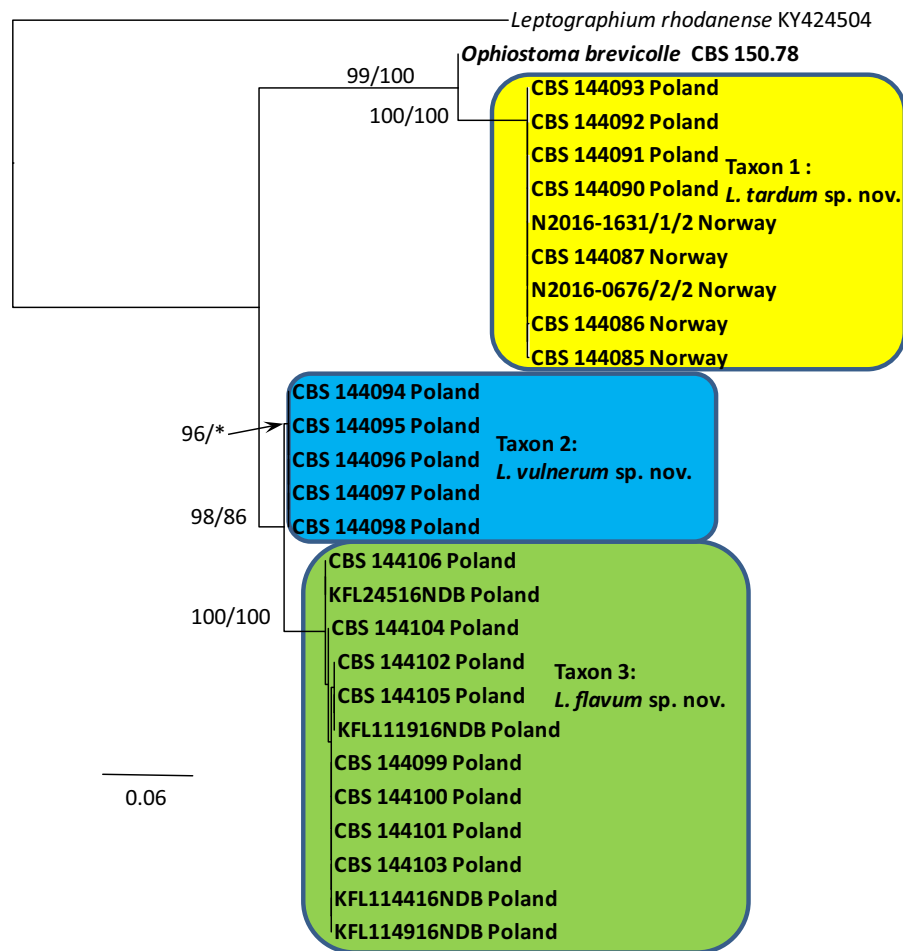 Leptographium rhodanense KY424504
Ophiostoma brevicolle CBS 150.78
99/100
CBS 144093 Poland
100/100
CBS 144092 Poland
CBS 144091 Poland
Taxon 1 :
CBS 144090 Poland
L. tardum sp. nov.
N2016-1631/1/2 Norway
CBS 144087 Norway
N2016-0676/2/2 Norway
CBS 144086 Norway
CBS 144085 Norway
CBS 144094 Poland
CBS 144095 Poland
96/*
Taxon 2:
CBS 144096 Poland
L. vulnerum sp. nov.
CBS 144097 Poland
98/86
CBS 144098 Poland
CBS 144106 Poland
KFL24516NDB Poland
100/100
CBS 144104 Poland
CBS 144102 Poland
Taxon 3:
CBS 144105 Poland
L. flavum sp. nov.
KFL111916NDB Poland
CBS 144099 Poland
0.06
CBS 144100 Poland
CBS 144101 Poland
CBS 144103 Poland
KFL114416NDB Poland
KFL114916NDB Poland